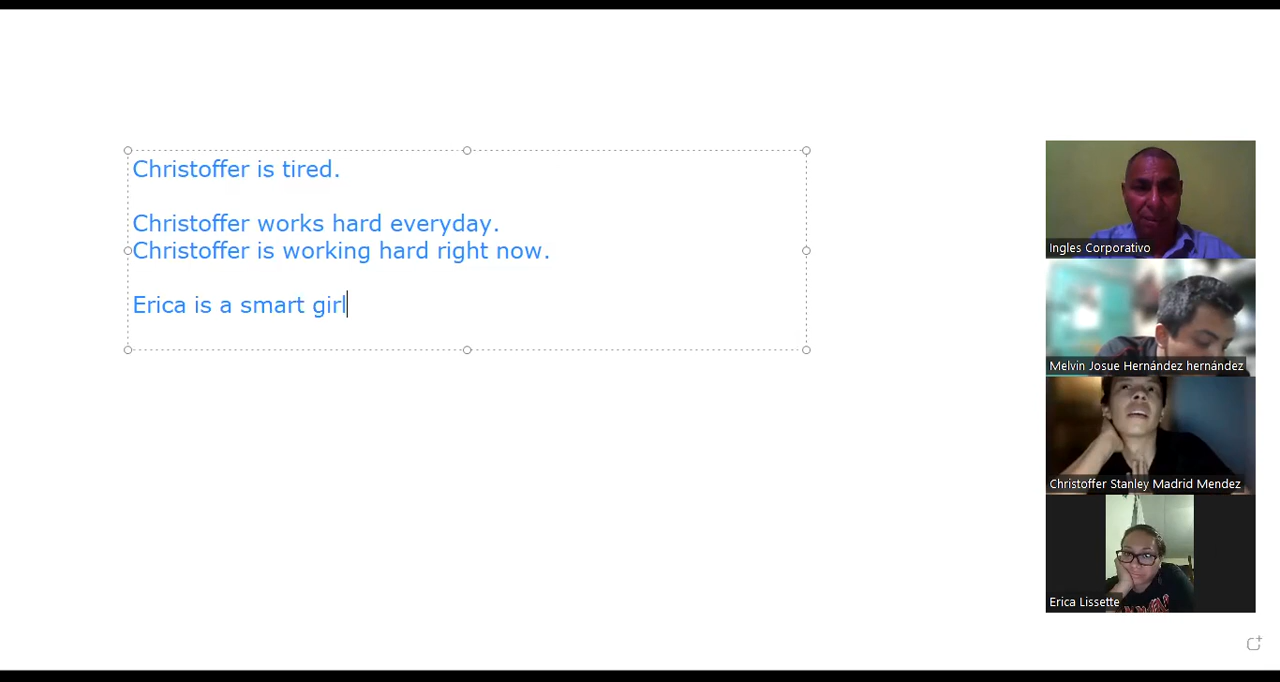 Christoffer is tired.
Christoffer works hard everyday.
Christoffer is working hard right now.
Erica is a smart girl
Ingles Corporativo
Melvin Josue Hernández hernández
Christoffer Stanley Madrid Mendez
Erica Lissette